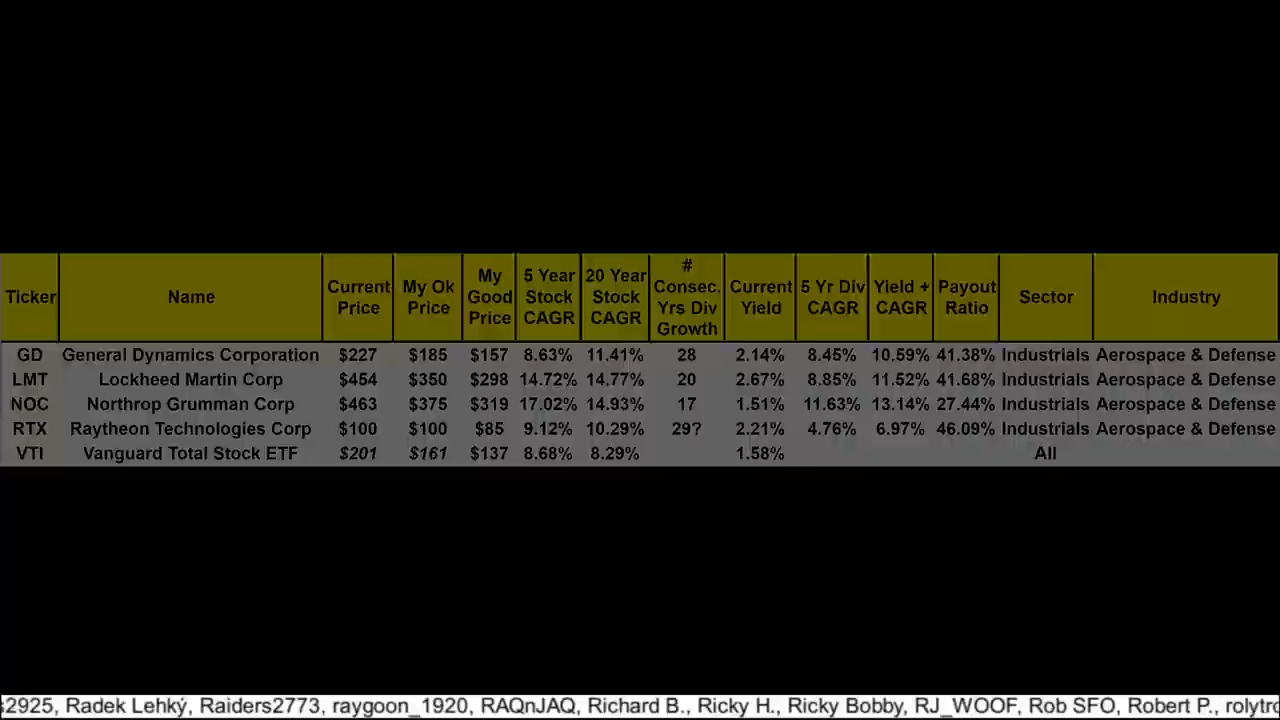 Ticker Name Current Price My Ok Price My Good Price 5 Year Stock CAGR 20 Year Stock CAGR # Consec. Yrs Div Growth Current Yield 5 Yr Div CAGR Yield + CAGR Payout Ratio Sector Industry
GD General Dynamics Corporation $227 $185 $157 8.63% 11.41% 28 2.14% 8.45% 10.59% 41.38% Industrials Aerospace & Defense
LMT Lockheed Martin Corp $454 $350 $298 14.72% 14.77% 20 2.67% 8.85% 11.52% 41.68% Industrials Aerospace & Defense
NOC Northrop Grumman Corp $463 $375 $319 17.02% 14.93% 17 1.51% 11.63% 13.14% 27.44% Industrials Aerospace & Defense
RTX Raytheon Technologies Corp $100 $100 $85 9.12% 10.29% 29? 2.21% 4.76% 6.97% 46.09% Industrials Aerospace & Defense
VTI Vanguard Total Stock ETF $201 $161 $137 8.68% 8.29% 1.58% All
2925, Radek Lehký, Raiders2773, raygoon_1920, RAQnJAQ, Richard B., Ricky H., Ricky Bobby, RJ_WOOF, Rob SFO, Robert P., rolytro